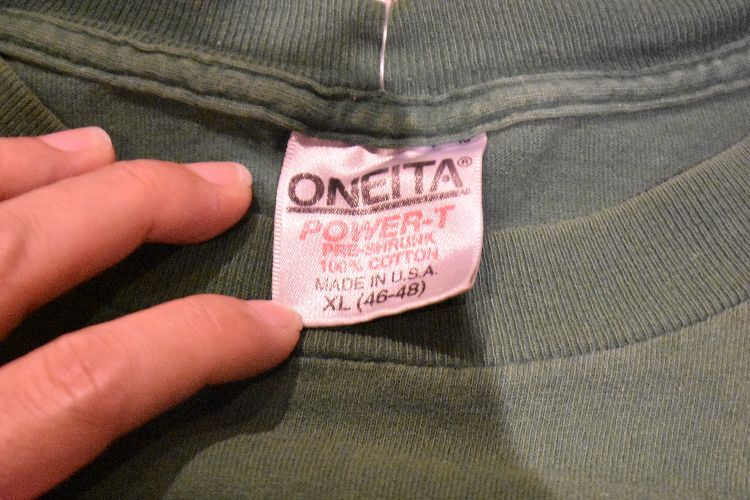 ONEITA®
POWER-T
PRE-SHRUNK
100% COTTON
MADE IN U.S.A.
XL (46-48)